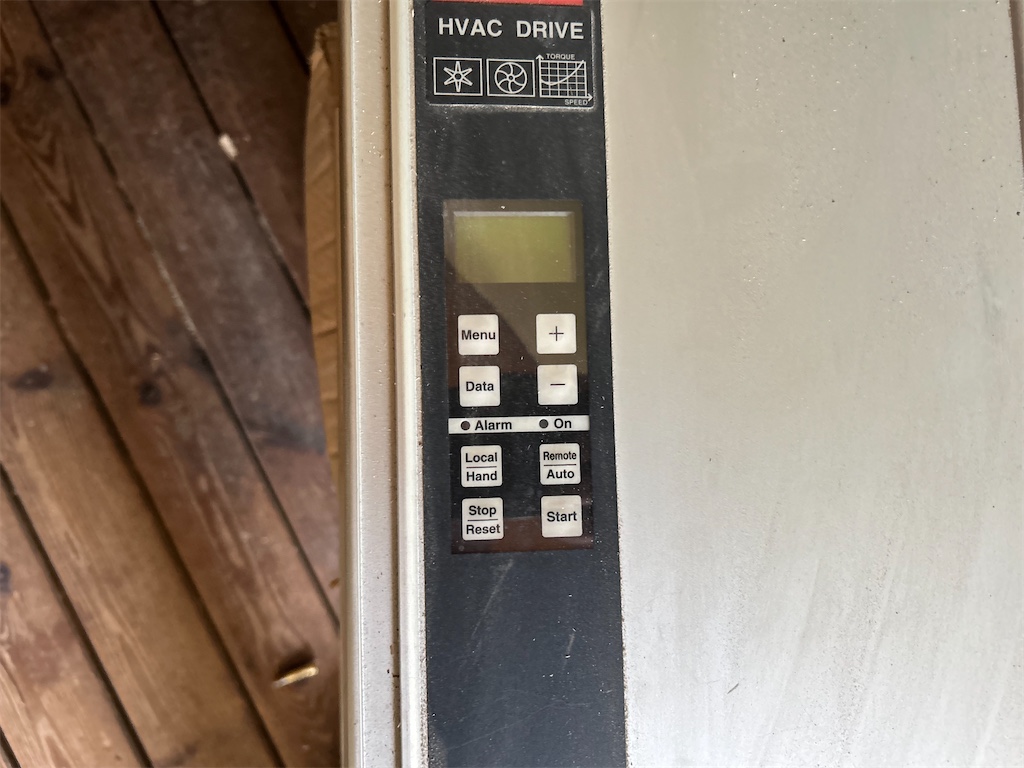 HVAC DRIVE
TORQUE
SPEED
Menu
+
Data
−
Alarm
On
Local
Hand
Remote
Auto
Stop
Reset
Start